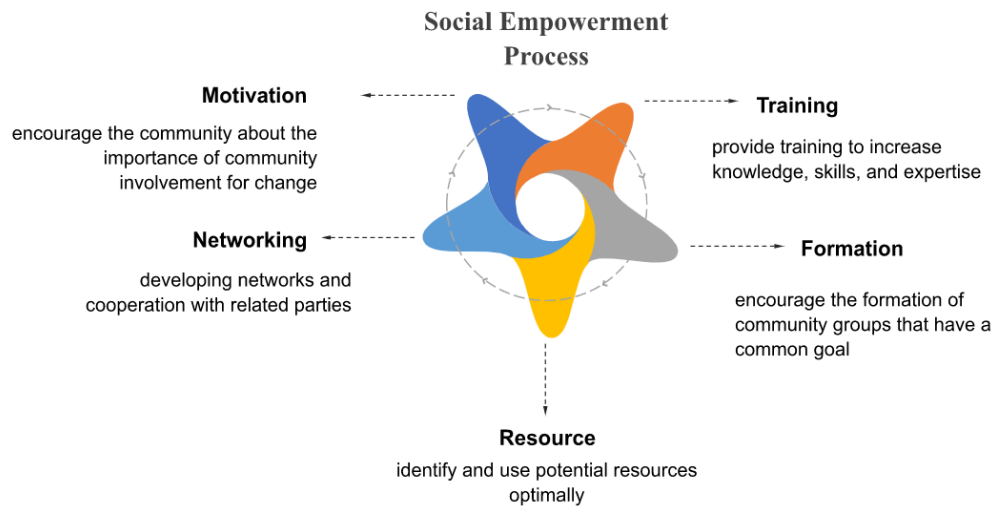 Social Empowerment
Process
Motivation
encourage the community about the
importance of community
involvement for change
Training
provide training to increase
knowledge, skills, and expertise
Networking
developing networks and
cooperation with related parties
Formation
encourage the formation of
community groups that have a
common goal
Resource
identify and use potential resources
optimally